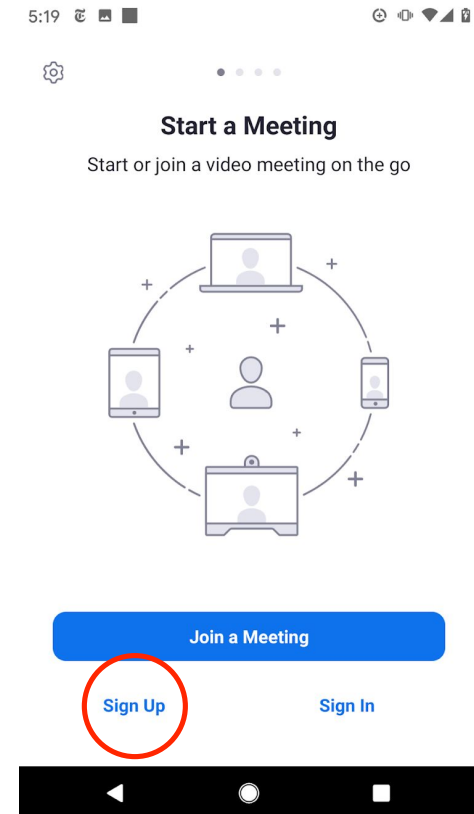 5:19
Start a Meeting
Start or join a video meeting on the go
Join a Meeting
Sign Up
Sign In